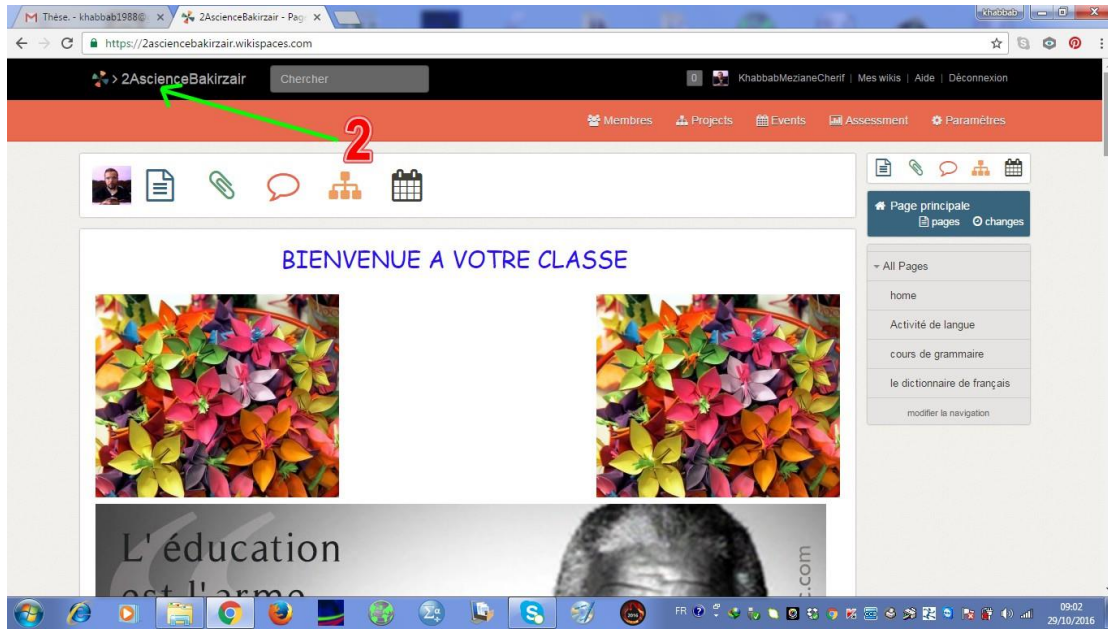 Thèse. - khabbab1988@
2AscienceBakirzair - Pag
khabbab
https://2asciencebakirzair.wikispaces.com
> 2AscienceBakirzair
Chercher
0
KhabbabMezianeCherif | Mes wikis | Aide | Déconnexion
Membres
Projects
Events
Assessment
Paramètres
2
Page principale
pages
changes
BIENVENUE A VOTRE CLASSE
All Pages
home
Activité de langue
cours de grammaire
le dictionnaire de français
modifier la navigation
L' éducation
est l'arme
s.com
FR
09:02
29/10/2016